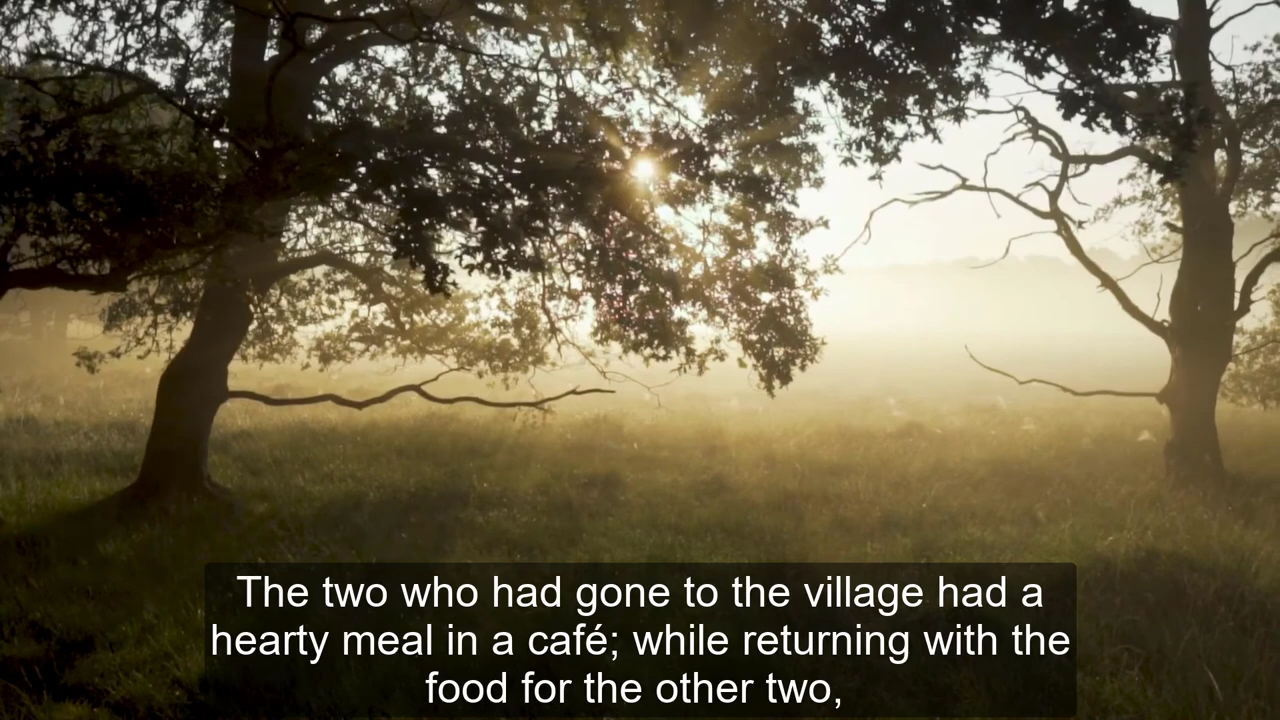 The two who had gone to the village had a
hearty meal in a café; while returning with the
food for the other two,